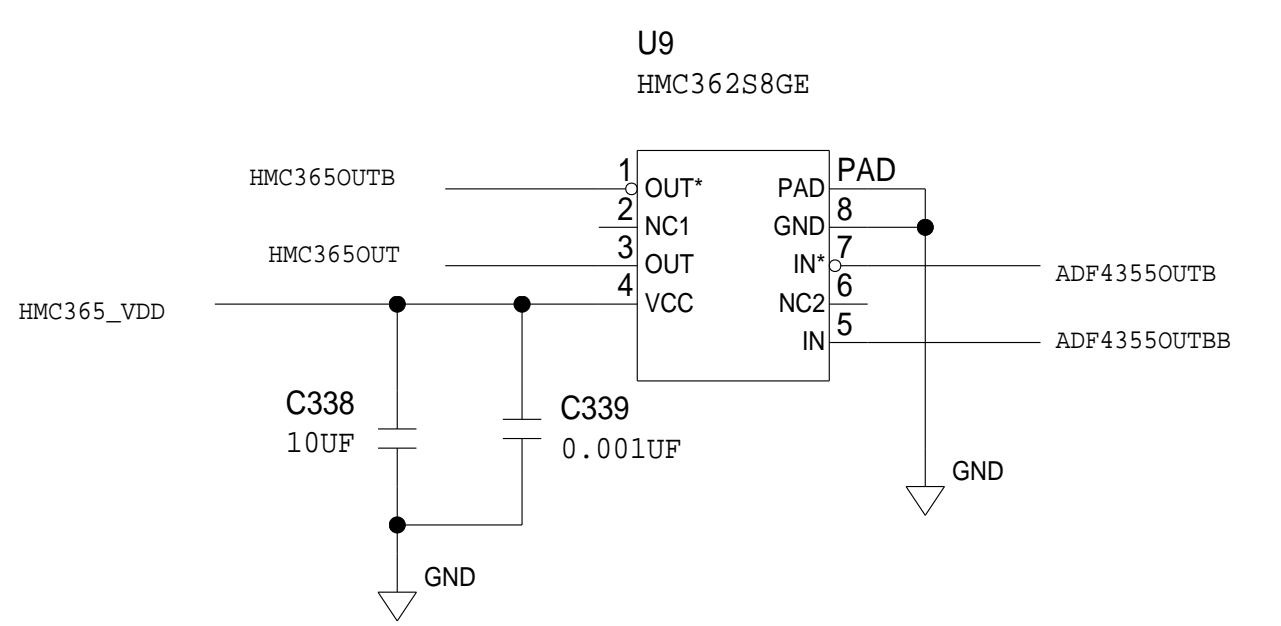 U9
HMC362S8GE
HMC365OUTB
1
OUT*
PAD
PAD
2
NC1
GND
8
HMC365OUT
3
OUT
IN*
7
ADF4355OUTB
HMC365_VDD
4
VCC
NC2
6
IN
5
ADF4355OUTBB
C338
10UF
C339
0.001UF
GND
GND